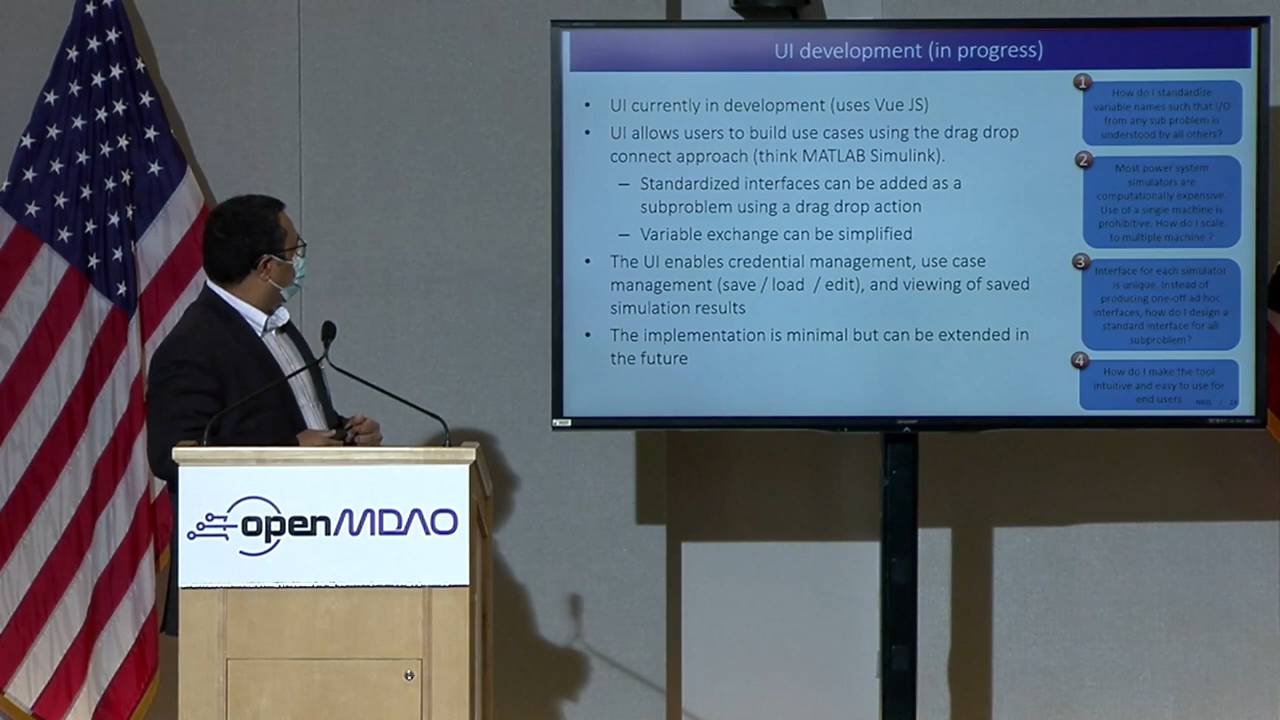 UI development (in progress)
• UI currently in development (uses Vue JS)
• UI allows users to build use cases using the drag drop
connect approach (think MATLAB Simulink).
– Standardized interfaces can be added as a
subproblem using a drag drop action
– Variable exchange can be simplified
• The UI enables credential management, use case
management (save / load / edit), and viewing of saved
simulation results
• The implementation is minimal but can be extended in
the future
1
How do I standardize
variable names such that I/O
from any sub problem is
understood by all others?
2
Most power system
simulators are
computationally expensive.
Use of a single machine is
prohibitive. How do I scale
to multiple machine ?
3
Interface for each simulator
is unique. Instead of
producing one-off ad hoc
interfaces, how do I design a
standard interface for all
subproblem?
4
How do I make the tool
intuitive and easy to use for
end users
NREL |
openMDAO